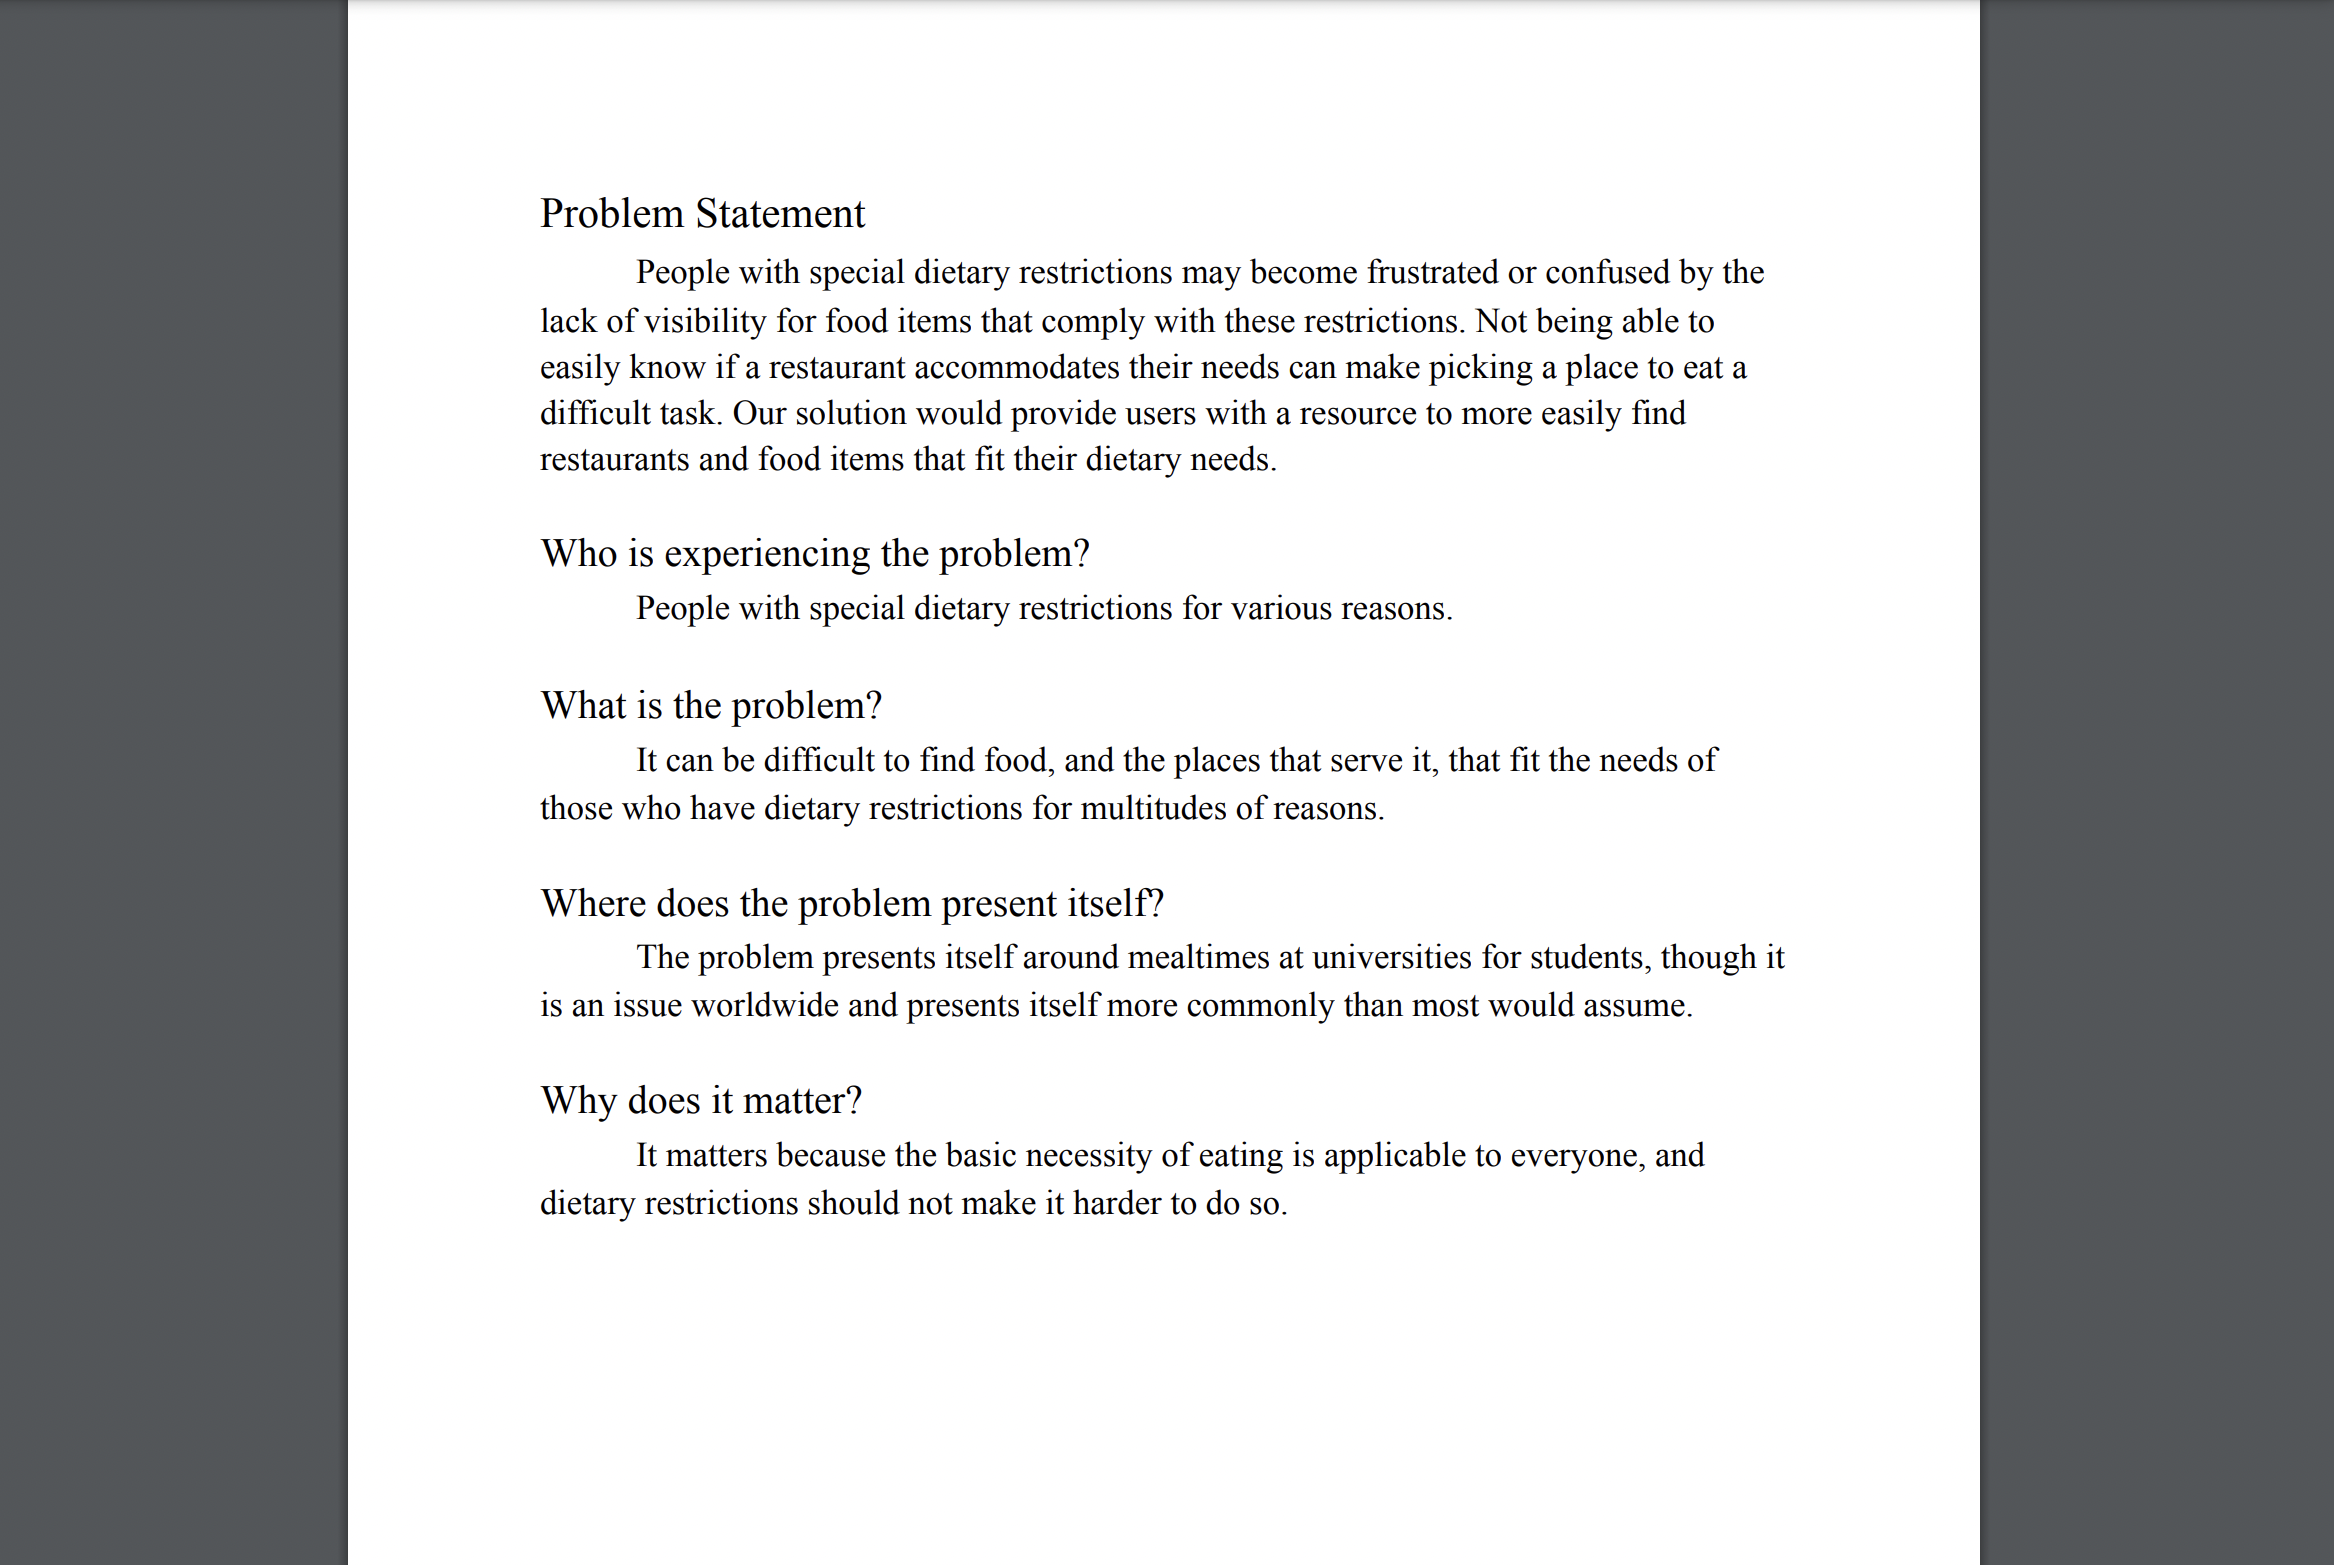 Problem Statement
People with special dietary restrictions may become frustrated or confused by the
lack of visibility for food items that comply with these restrictions. Not being able to
easily know if a restaurant accommodates their needs can make picking a place to eat a
difficult task. Our solution would provide users with a resource to more easily find
restaurants and food items that fit their dietary needs.
Who is experiencing the problem?
People with special dietary restrictions for various reasons.
What is the problem?
It can be difficult to find food, and the places that serve it, that fit the needs of
those who have dietary restrictions for multitudes of reasons.
Where does the problem present itself?
The problem presents itself around mealtimes at universities for students, though it
is an issue worldwide and presents itself more commonly than most would assume.
Why does it matter?
It matters because the basic necessity of eating is applicable to everyone, and
dietary restrictions should not make it harder to do so.